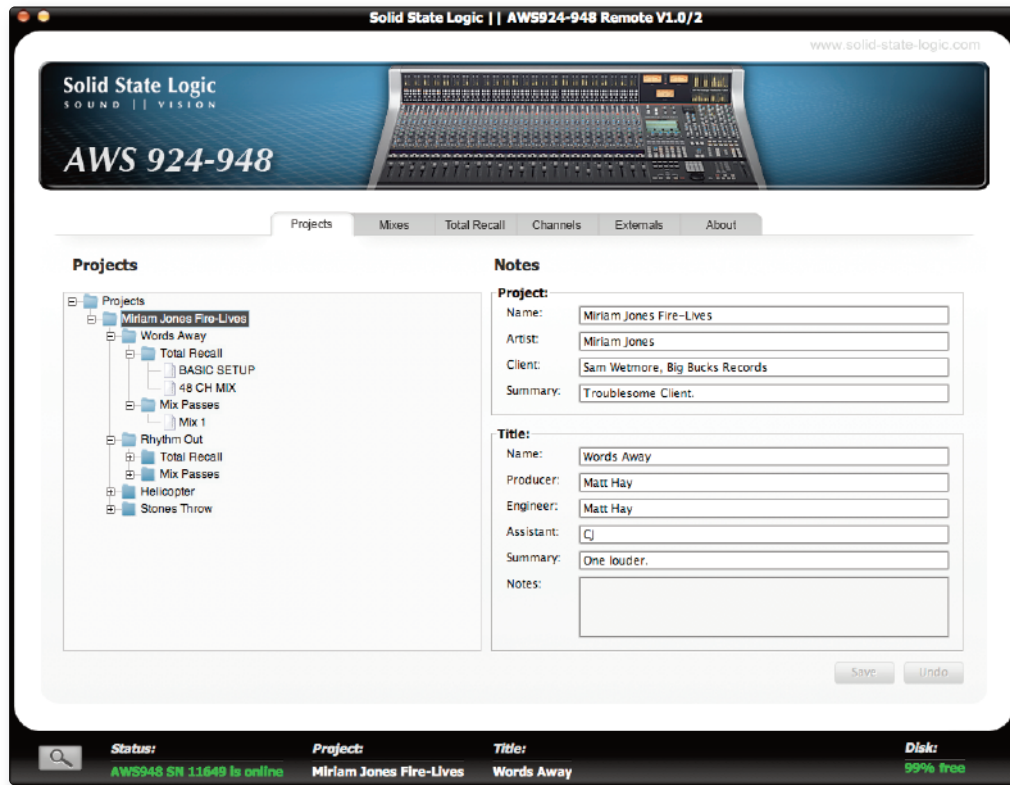 Solid State Logic || AWS924-948 Remote V1.0/2
www.solid-state-logic.com
Solid State Logic
SOUND || VISION
AWS 924-948
Projects Mixes Total Recall Channels Externals About
Projects
Projects
Miriam Jones Fire-Lives
Words Away
Total Recall
BASIC SETUP
48 CH MIX
Mix Passes
Mix 1
Rhythm Out
Total Recall
Mix Passes
Helicopter
Stones Throw
Notes
Project:
Name: Miriam Jones Fire-Lives
Artist: Miriam Jones
Client: Sam Wetmore, Big Bucks Records
Summary: Troublesome Client.
Title:
Name: Words Away
Producer: Matt Hay
Engineer: Matt Hay
Assistant: CJ
Summary: One louder.
Notes:
Save Undo
Status: Project: Title: Disk:
AWS948 SN 11649 is online Miriam Jones Fire-Lives Words Away 99% free